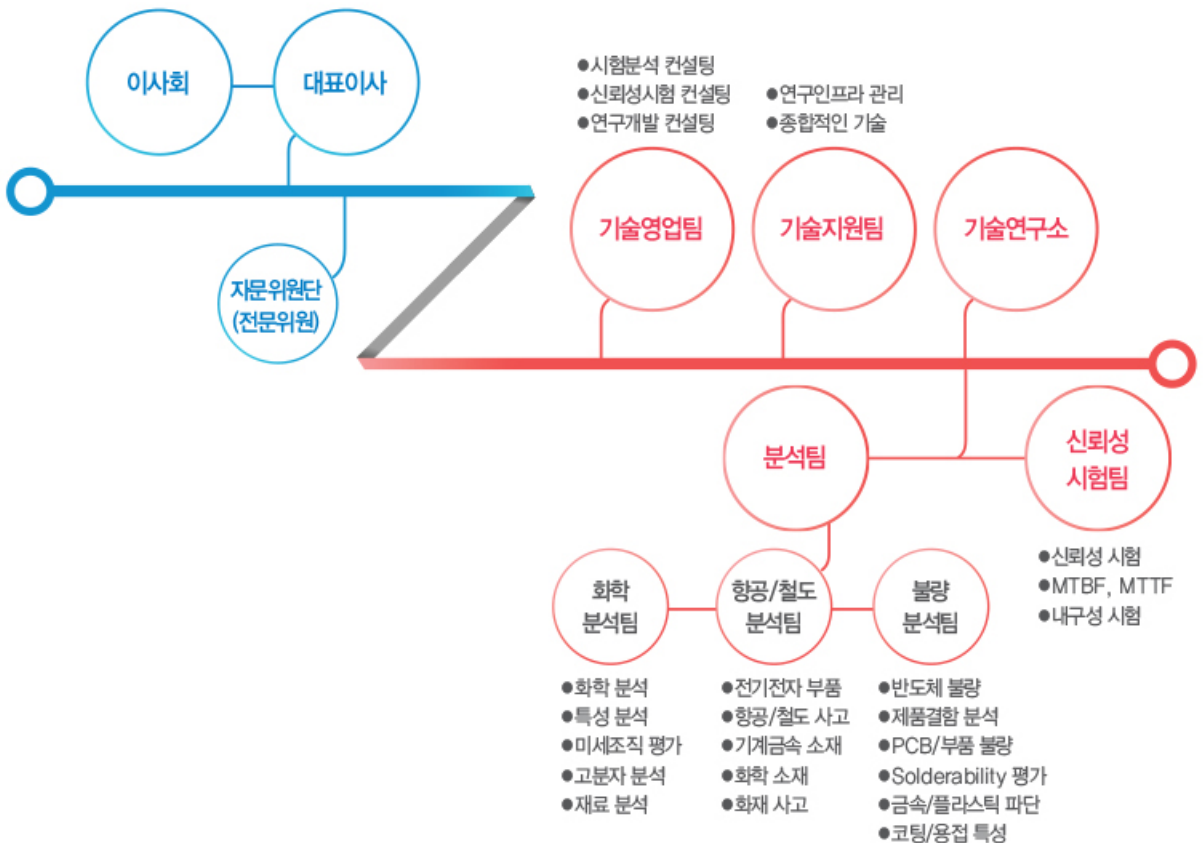 이사회
대표이사
자문위원단
(전문위원)
●시험분석 컨설팅
●신뢰성시험 컨설팅
●연구개발 컨설팅
●연구인프라 관리
●종합적인 기술
기술영업팀
기술지원팀
기술연구소
분석팀
신뢰성
시험팀
●신뢰성 시험
●MTBF, MTTF
●내구성 시험
화학
분석팀
항공/철도
분석팀
불량
분석팀
●화학 분석
●특성 분석
●미세조직 평가
●고분자 분석
●재료 분석
●전기전자 부품
●항공/철도 사고
●기계금속 소재
●화학 소재
●화재 사고
●반도체 불량
●제품결함 분석
●PCB/부품 불량
●Solderability 평가
●금속/플라스틱 파단
●코팅/용접 특성